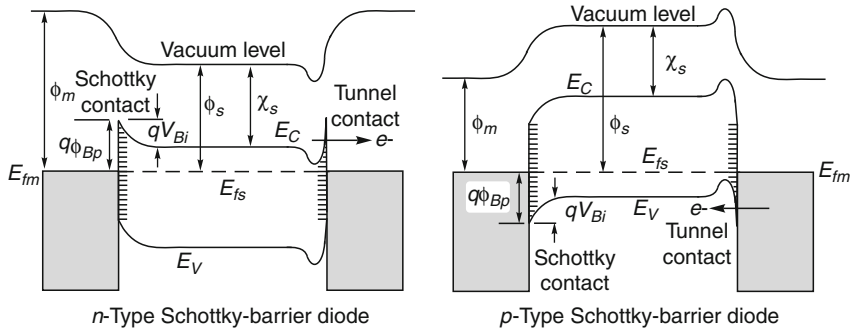 Vacuum level
Schottky
contact
ϕm
ϕs
χs
Tunnel
contact
qVBi
EC
e-
qϕBp
Efm
Efs
EV
n-Type Schottky-barrier diode
Vacuum level
EC
χs
ϕm
ϕs
Efs
Efm
qϕBp
qVBi
EV
e-
Tunnel
contact
Schottky
contact
p-Type Schottky-barrier diode